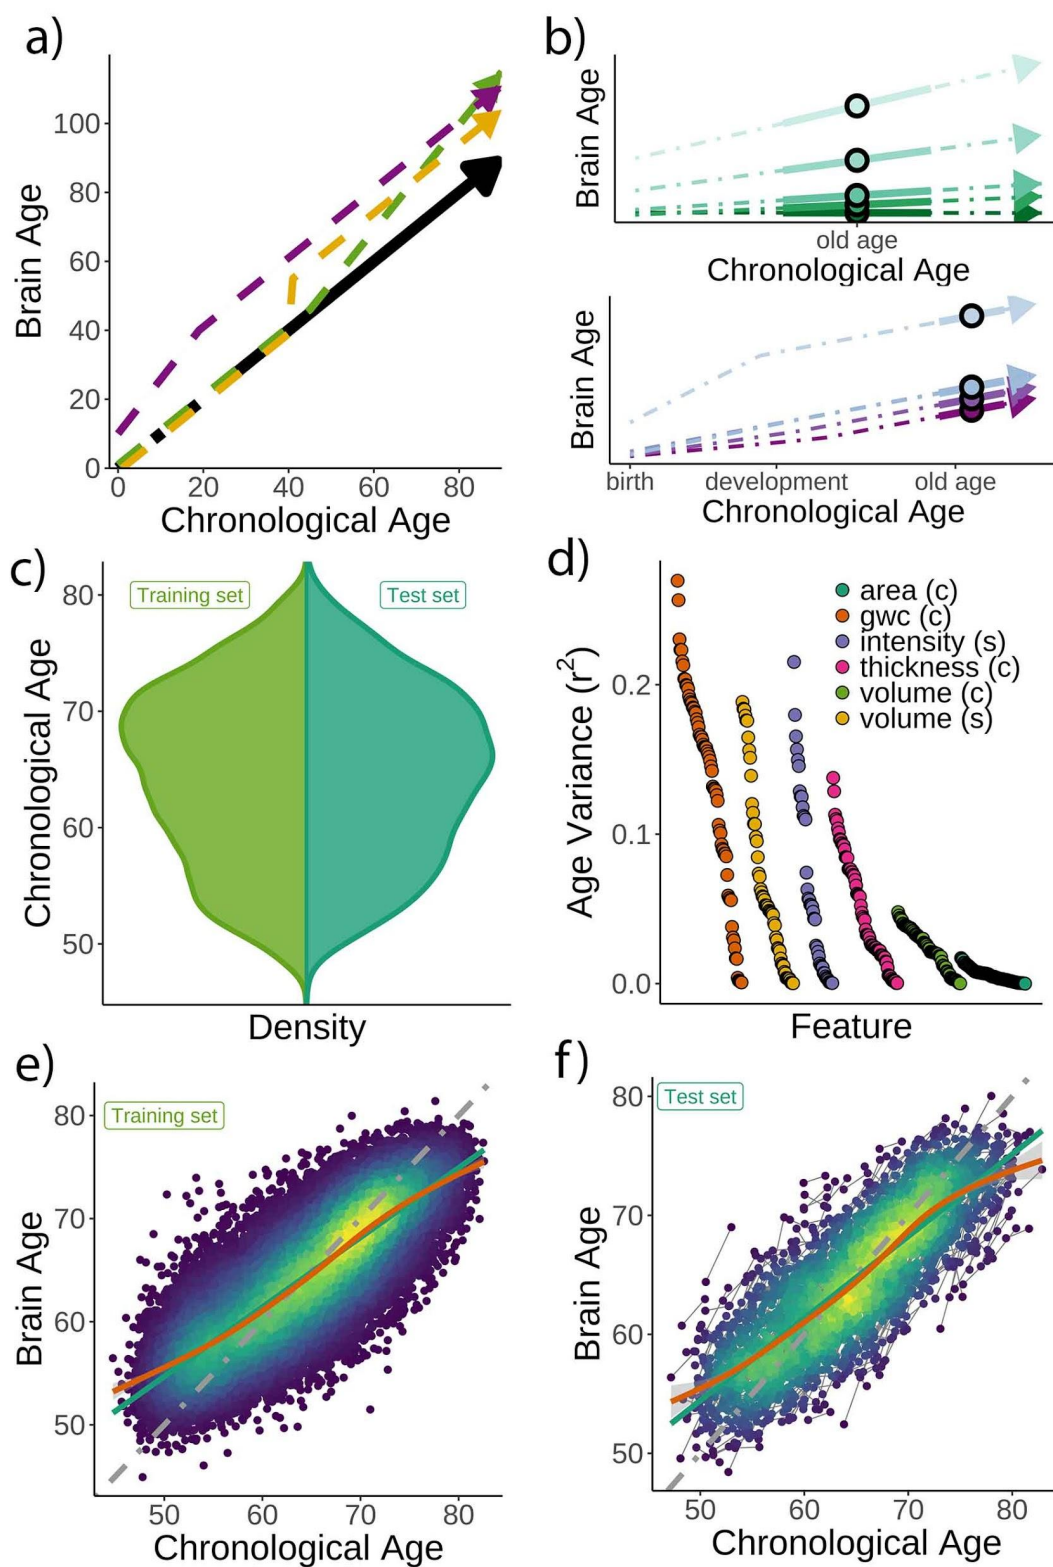 a)
100
80
60
40
20
0
Brain Age
0 20 40 60 80
Chronological Age
b)
Brain Age
old age
Chronological Age
Brain Age
birth development old age
Chronological Age
c)
Training set
Test set
80
70
60
50
Chronological Age
Density
d)
area (c)
gwc (c)
intensity (s)
thickness (c)
volume (c)
volume (s)
0.2
0.1
0.0
Age Variance (r²)
Feature
e)
Training set
80
70
60
50
Brain Age
50 60 70 80
Chronological Age
f)
Test set
80
70
60
50
Brain Age
50 60 70 80
Chronological Age